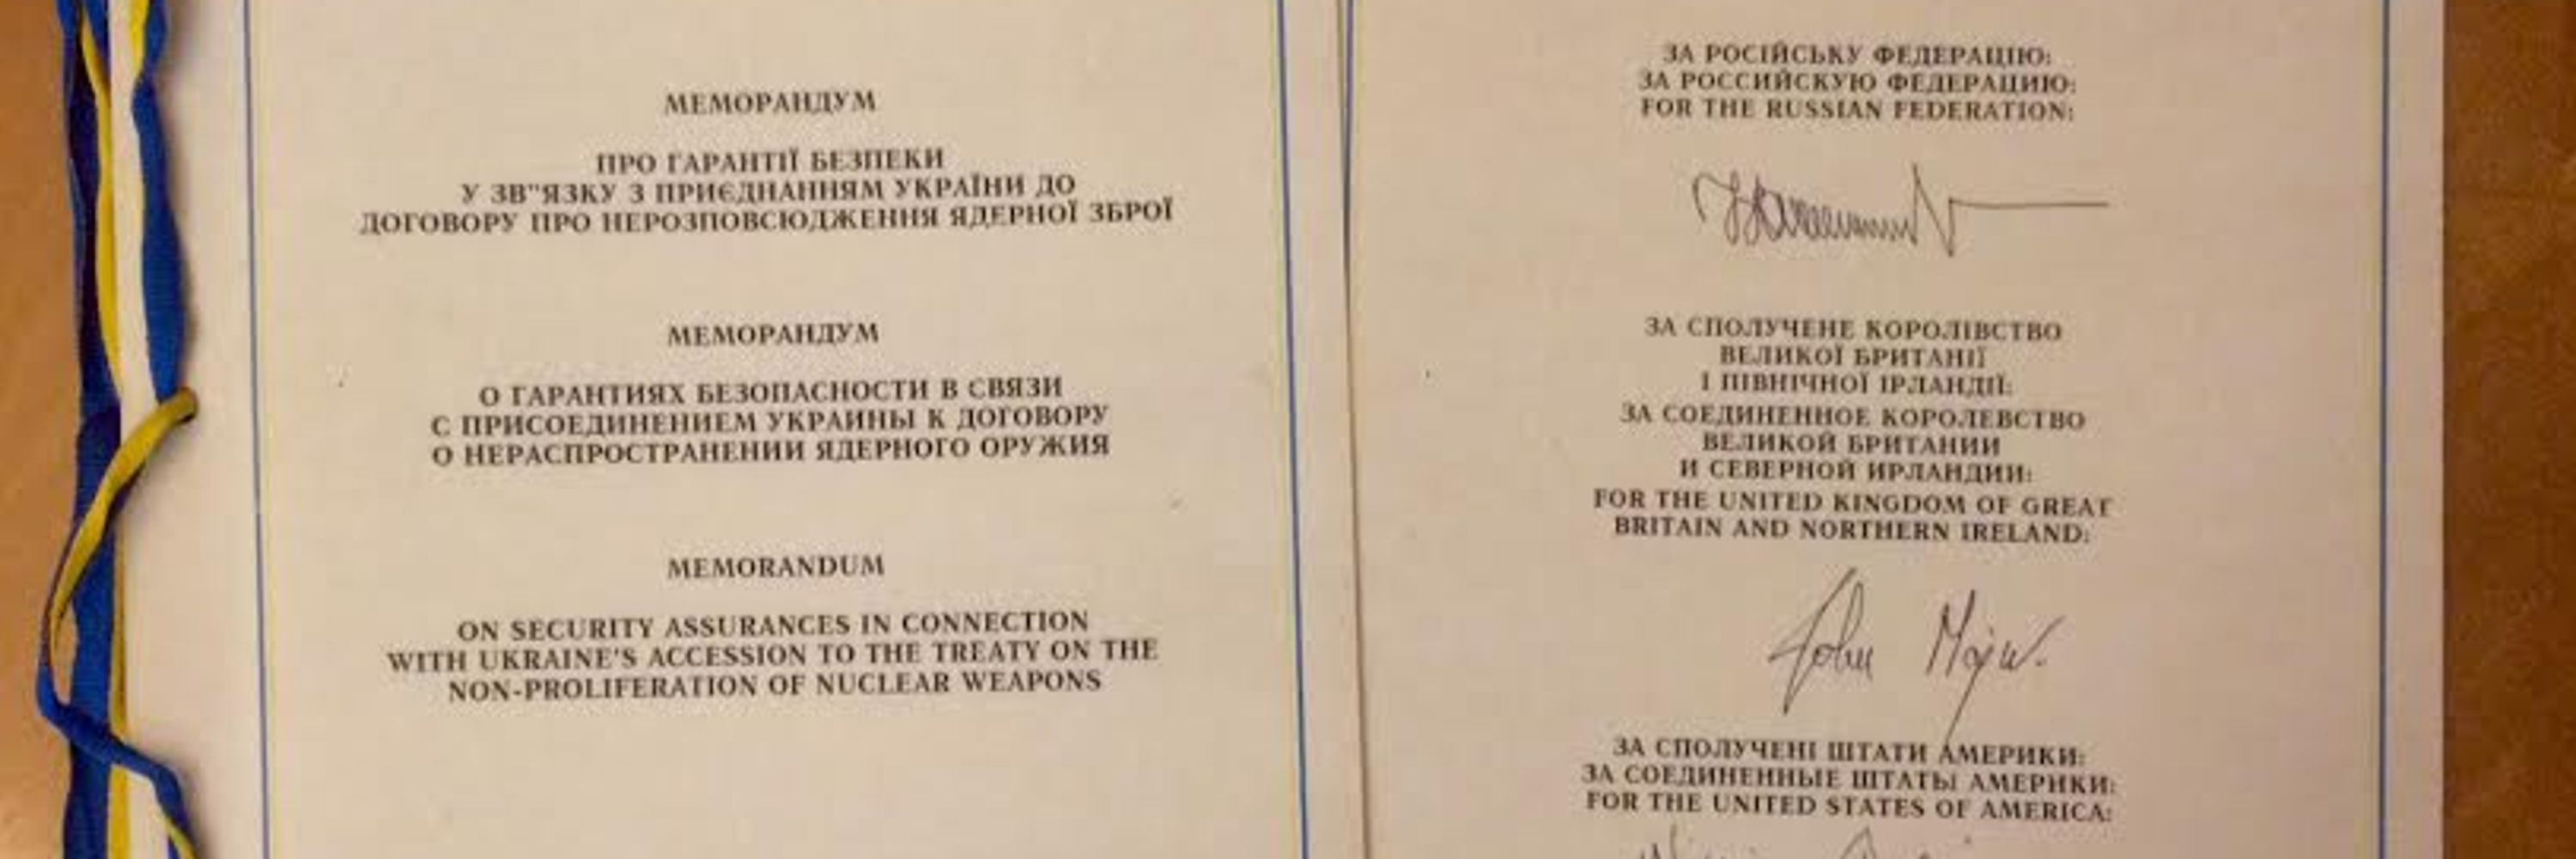 МЕМОРАНДУМ
ПРО ГАРАНТІЇ БЕЗПЕКИ
У ЗВ"ЯЗКУ З ПРИЄДНАННЯМ УКРАЇНИ ДО
ДОГОВОРУ ПРО НЕРОЗПОВСЮДЖЕННЯ ЯДЕРНОЇ ЗБРОЇ
МЕМОРАНДУМ
О ГАРАНТИЯХ БЕЗОПАСНОСТИ В СВЯЗИ
С ПРИСОЕДИНЕНИЕМ УКРАИНЫ К ДОГОВОРУ
О НЕРАСПРОСТРАНЕНИИ ЯДЕРНОГО ОРУЖИЯ
MEMORANDUM
ON SECURITY ASSURANCES IN CONNECTION
WITH UKRAINE'S ACCESSION TO THE TREATY ON THE
NON-PROLIFERATION OF NUCLEAR WEAPONS
ЗА РОСІЙСЬКУ ФЕДЕРАЦІЮ:
ЗА РОССИЙСКУЮ ФЕДЕРАЦИЮ:
FOR THE RUSSIAN FEDERATION:
ЗА СПОЛУЧЕНЕ КОРОЛІВСТВО
ВЕЛИКОЇ БРИТАНІЇ
І ПІВНІЧНОЇ ІРЛАНДІЇ:
ЗА СОЕДИНЕННОЕ КОРОЛЕВСТВО
ВЕЛИКОЙ БРИТАНИИ
И СЕВЕРНОЙ ИРЛАНДИИ:
FOR THE UNITED KINGDOM OF GREAT
BRITAIN AND NORTHERN IRELAND:
John Major
ЗА СПОЛУЧЕНІ ШТАТИ АМЕРИКИ:
ЗА СОЕДИНЕННЫЕ ШТАТЫ АМЕРИКИ:
FOR THE UNITED STATES OF AMERICA: